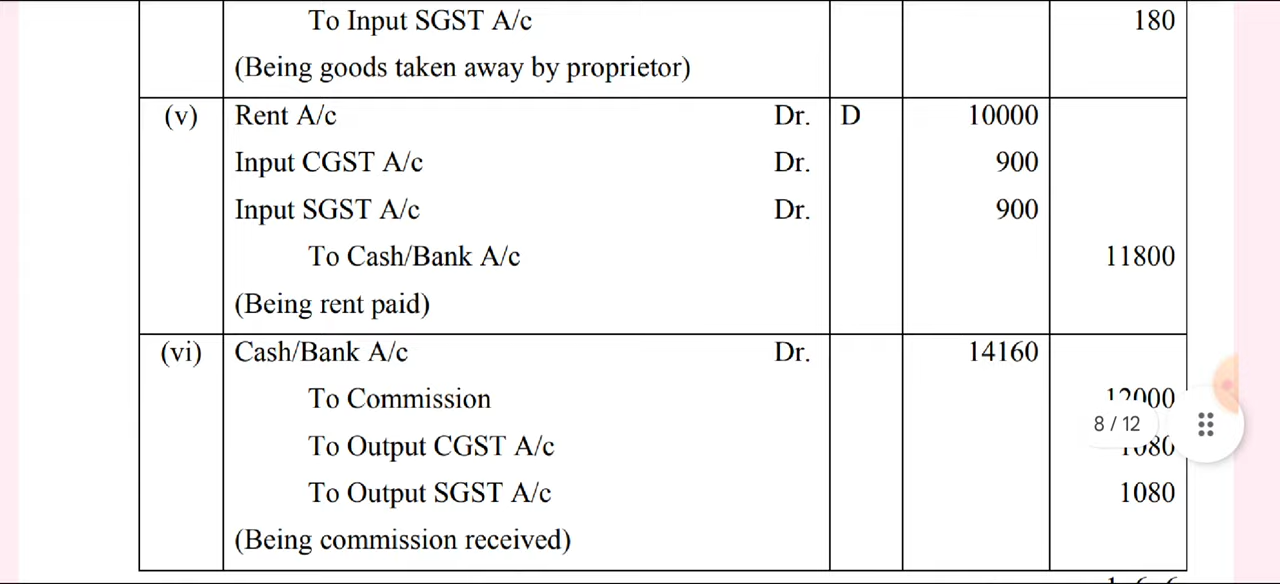 To Input SGST A/c 180
(Being goods taken away by proprietor)
(v) Rent A/c Dr. D 10000
Input CGST A/c Dr. 900
Input SGST A/c Dr. 900
To Cash/Bank A/c 11800
(Being rent paid)
(vi) Cash/Bank A/c Dr. 14160
To Commission 12000
8 / 12
To Output CGST A/c 1080
To Output SGST A/c 1080
(Being commission received)